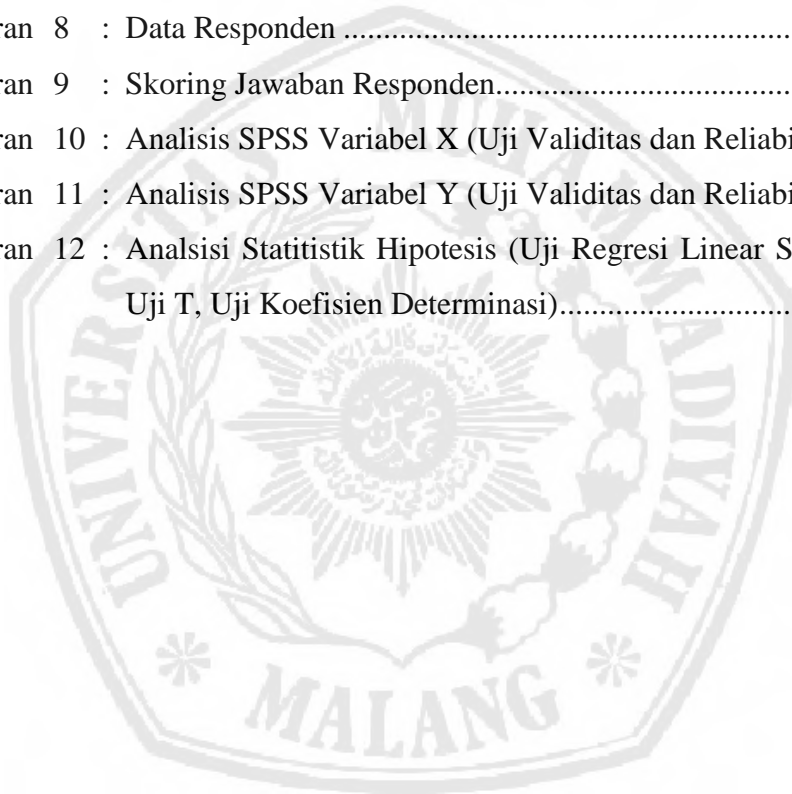 ran 8 : Data Responden ....................................................
ran 9 : Skoring Jawaban Responden...................................
ran 10 : Analisis SPSS Variabel X (Uji Validitas dan Reliabi
ran 11 : Analisis SPSS Variabel Y (Uji Validitas dan Reliabi
ran 12 : Analsisi Statitistik Hipotesis (Uji Regresi Linear S
Uji T, Uji Koefisien Determinasi)............................
UNIVERSITAS MUHAMMADIYAH
MALANG